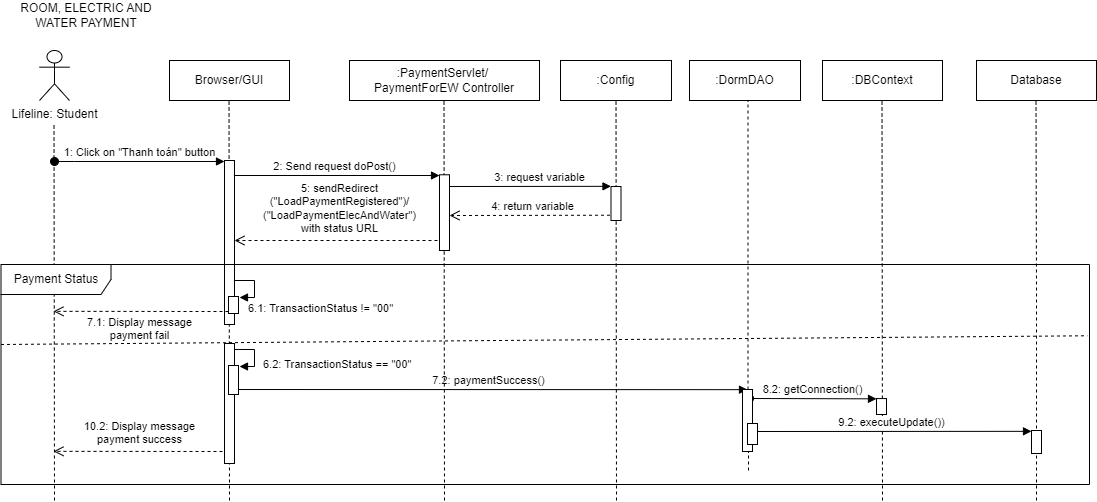 ROOM, ELECTRIC AND
WATER PAYMENT
Lifeline: Student
Browser/GUI
:PaymentServlet/
PaymentForEW Controller
:Config
:DormDAO
:DBContext
Database
1: Click on "Thanh toán" button
2: Send request doPost()
3: request variable
4: return variable
5: sendRedirect
("LoadPaymentRegistered")/
("LoadPaymentElecAndWater")
with status URL
Payment Status
6.1: TransactionStatus != "00"
7.1: Display message
payment fail
6.2: TransactionStatus == "00"
7.2: paymentSuccess()
8.2: getConnection()
9.2: executeUpdate())
10.2: Display message
payment success